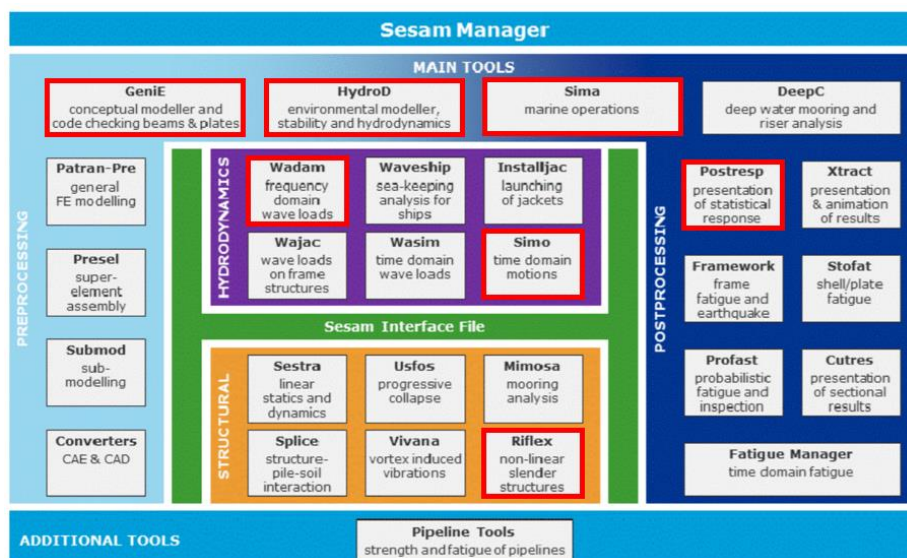 Sesam Manager
MAIN TOOLS
GeniE
conceptual modeller and
code checking beams & plates
HydroD
environmental modeller,
stability and hydrodynamics
Sima
marine operations
DeepC
deep water mooring and
riser analysis
PREPROCESSING
Patran-Pre
general
FE modelling
Presel
super-
element
assembly
Submod
sub-
modelling
Converters
CAE & CAD
HYDRODYNAMICS
Wadam
frequency
domain
wave loads
Waveship
sea-keeping
analysis for
ships
Installjac
launching
of jackets
Wajac
wave loads
on frame
structures
Wasim
time domain
wave loads
Simo
time domain
motions
Sesam Interface File
STRUCTURAL
Sestra
linear
statics and
dynamics
Usfos
progressive
collapse
Mimosa
mooring
analysis
Splice
structure-
pile-soil
interaction
Vivana
vortex induced
vibrations
Riflex
non-linear
slender
structures
POSTPROCESSING
Postresp
presentation
of statistical
response
Xtract
presentation
& animation
of results
Framework
frame
fatigue and
earthquake
Stofat
shell/plate
fatigue
Profast
probabilistic
fatigue and
inspection
Cutres
presentation
of sectional
results
Fatigue Manager
time domain fatigue
ADDITIONAL TOOLS
Pipeline Tools
strength and fatigue of pipelines